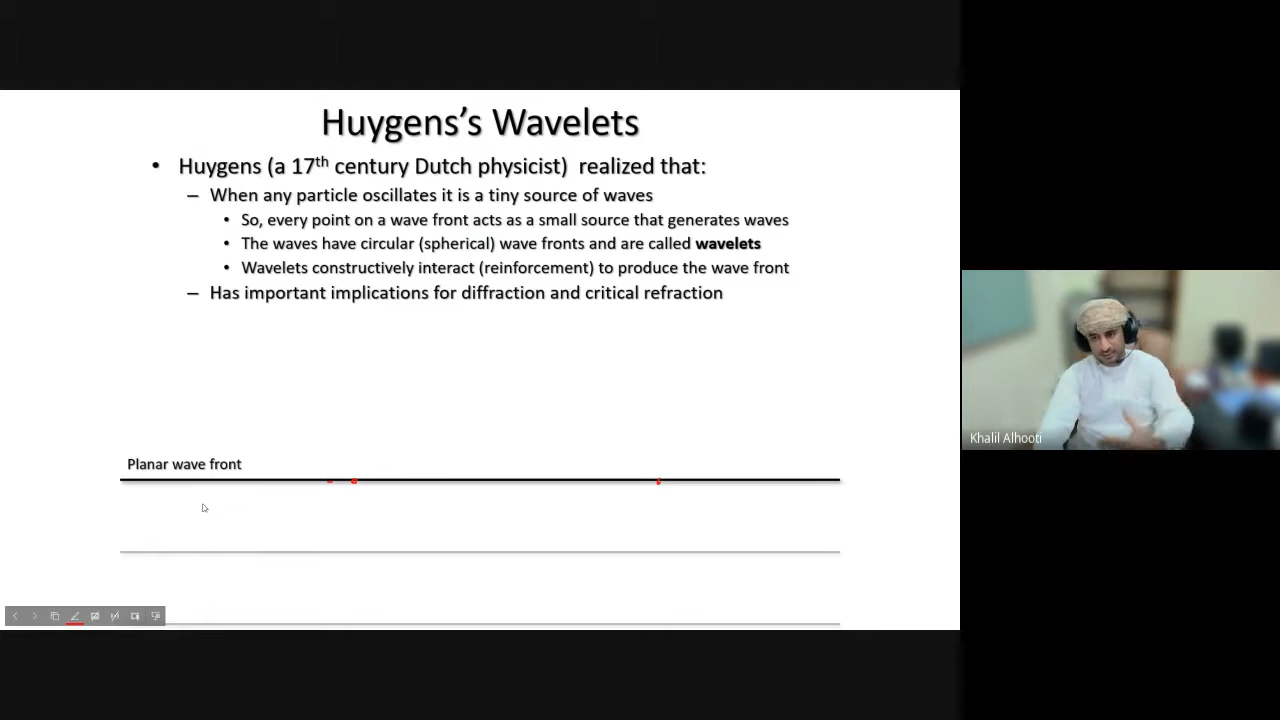 Huygens's Wavelets
• Huygens (a 17th century Dutch physicist) realized that:
– When any particle oscillates it is a tiny source of waves
• So, every point on a wave front acts as a small source that generates waves
• The waves have circular (spherical) wave fronts and are called wavelets
• Wavelets constructively interact (reinforcement) to produce the wave front
– Has important implications for diffraction and critical refraction
Khalil Alhooti
Planar wave front